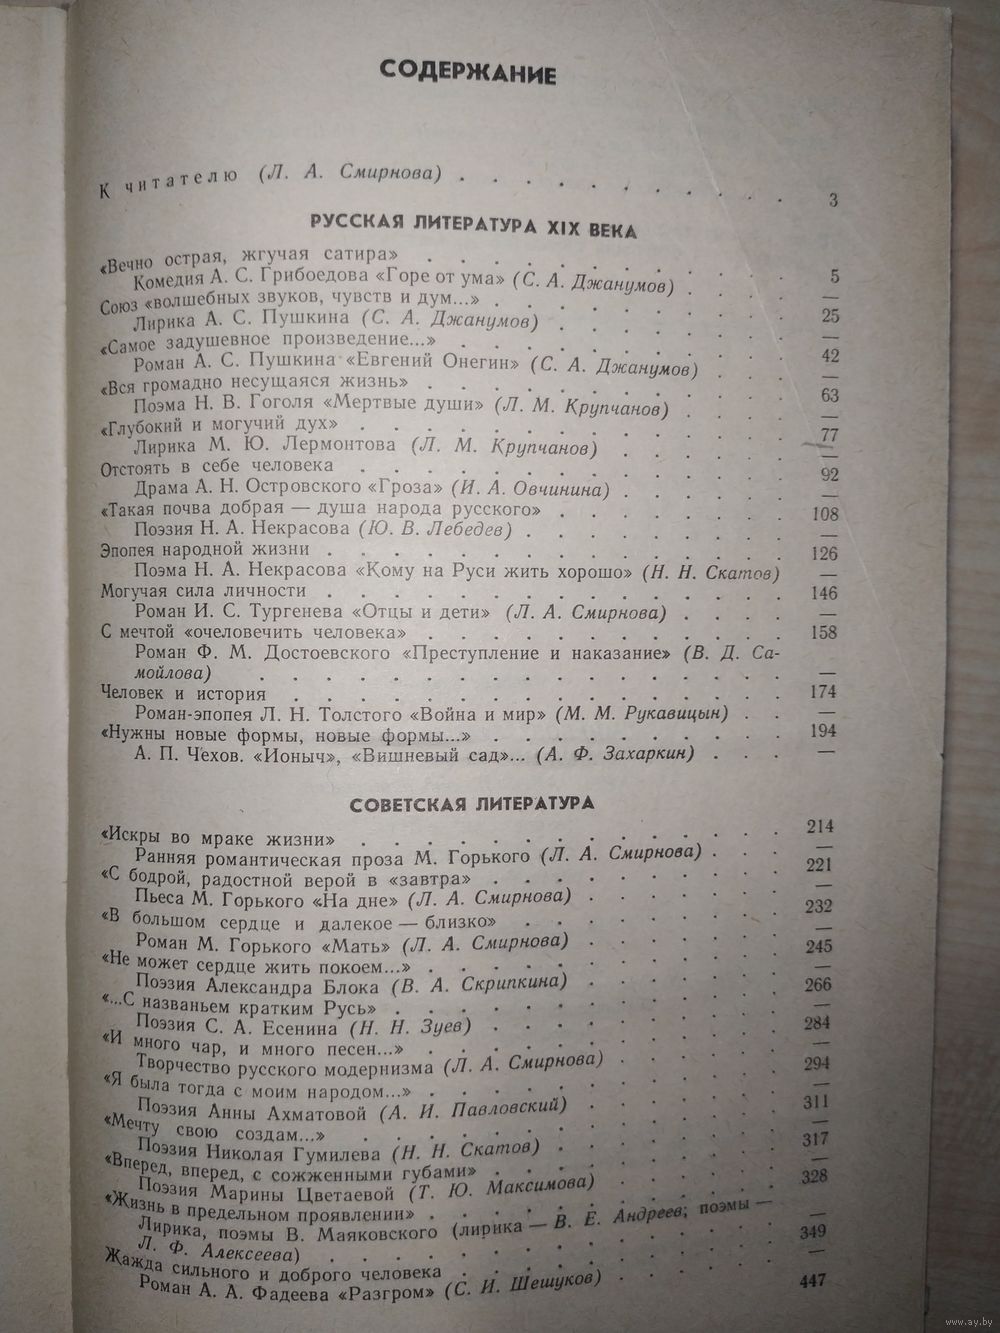 СОДЕРЖАНИЕ
К читателю (Л. А. Смирнова) . . . . . . . . . . 3
РУССКАЯ ЛИТЕРАТУРА XIX ВЕКА
«Вечно острая, жгучая сатира» . . . . . . . . . . . 5
Комедия А. С. Грибоедова «Горе от ума» (С. А. Джанумов) . . . . —
Союз «волшебных звуков, чувств и дум...» . . . . . . . . . 25
Лирика А. С. Пушкина (С. А. Джанумов) . . . . . . . —
«Самое задушевное произведение...» . . . . . . . . . . 42
Роман А. С. Пушкина «Евгений Онегин» (С. А. Джанумов) . . . —
«Вся громадно несущаяся жизнь» . . . . . . . . . . . 63
Поэма Н. В. Гоголя «Мертвые души» (Л. М. Крупчанов) . . . . —
«Глубокий и могучий дух» . . . . . . . . . . . . . 77
Лирика М. Ю. Лермонтова (Л. М. Крупчанов) . . . . . —
Отстоять в себе человека . . . . . . . . . . . . . 92
Драма А. Н. Островского «Гроза» (И. А. Овчинина) . . . . . —
«Такая почва добрая — душа народа русского» . . . . . . . 108
Поэзия Н. А. Некрасова (Ю. В. Лебедев) . . . . . . . . —
Эпопея народной жизни . . . . . . . . . . . . . . 126
Поэма Н. А. Некрасова «Кому на Руси жить хорошо» (Н. Н. Скатов) —
Могучая сила личности . . . . . . . . . . . . . . 146
Роман И. С. Тургенева «Отцы и дети» (Л. А. Смирнова) . . . . —
С мечтой «очеловечить человека» . . . . . . . . . . . 158
Роман Ф. М. Достоевского «Преступление и наказание» (В. Д. Са-
мойлова) . . . . . . . . . . . . . . . . —
Человек и история . . . . . . . . . . . . . . . 174
Роман-эпопея Л. Н. Толстого «Война и мир» (М. М. Рукавицын) . . —
«Нужны новые формы, новые формы...» . . . . . . . . . 194
А. П. Чехов. «Ионыч», «Вишневый сад»... (А. Ф. Захаркин) . . . —
СОВЕТСКАЯ ЛИТЕРАТУРА
«Искры во мраке жизни» . . . . . . . . . . . . . 214
Ранняя романтическая проза М. Горького (Л. А. Смирнова) . . . —
«С бодрой, радостной верой в «завтра» . . . . . . . . . 221
Пьеса М. Горького «На дне» (Л. А. Смирнова) . . . . . . —
«В большом сердце и далекое — близко» . . . . . . . . 232
Роман М. Горького «Мать» (Л. А. Смирнова) . . . . . . —
«Не может сердце жить покоем...» . . . . . . . . . . . 245
Поэзия Александра Блока (В. А. Скрипкина) . . . . . . —
«...С названьем кратким Русь» . . . . . . . . . . . . 266
Поэзия С. А. Есенина (Н. Н. Зуев) . . . . . . . . . —
«И много чар, и много песен...» . . . . . . . . . . . 284
Творчество русского модернизма (Л. А. Смирнова) . . . . . —
«Я была тогда с моим народом...» . . . . . . . . . . . 294
Поэзия Анны Ахматовой (А. И. Павловский) . . . . . . —
«Мечту свою создам...» . . . . . . . . . . . . . 311
Поэзия Николая Гумилева (Н. Н. Скатов) . . . . . . . —
«Вперед, вперед, с сожженными губами» . . . . . . . . . 317
Поэзия Марины Цветаевой (Т. Ю. Максимова) . . . . . —
«Жизнь в предельном проявлении» . . . . . . . . . . . 328
Лирика, поэмы В. Маяковского (лирика — В. Е. Андреев; поэмы —
Л. Ф. Алексеева) . . . . . . . . . . . . . —
Жажда сильного и доброго человека . . . . . . . . . . 349
Роман А. А. Фадеева «Разгром» (С. И. Шешуков) . . . . . —
447
www.ay.by